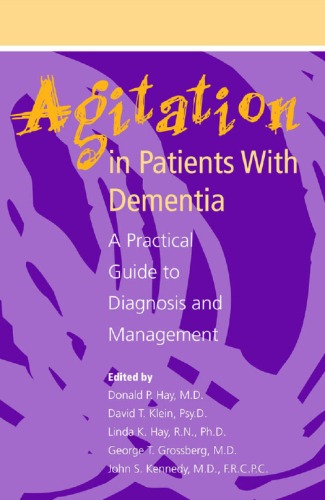 Agitation
in Patients With
Dementia
A Practical
Guide to
Diagnosis and
Management
Edited by
Donald P. Hay, M.D.
David T. Klein, Psy.D.
Linda K. Hay, R.N., Ph.D.
George T. Grossberg, M.D.
John S. Kennedy, M.D., F.R.C.P.C.